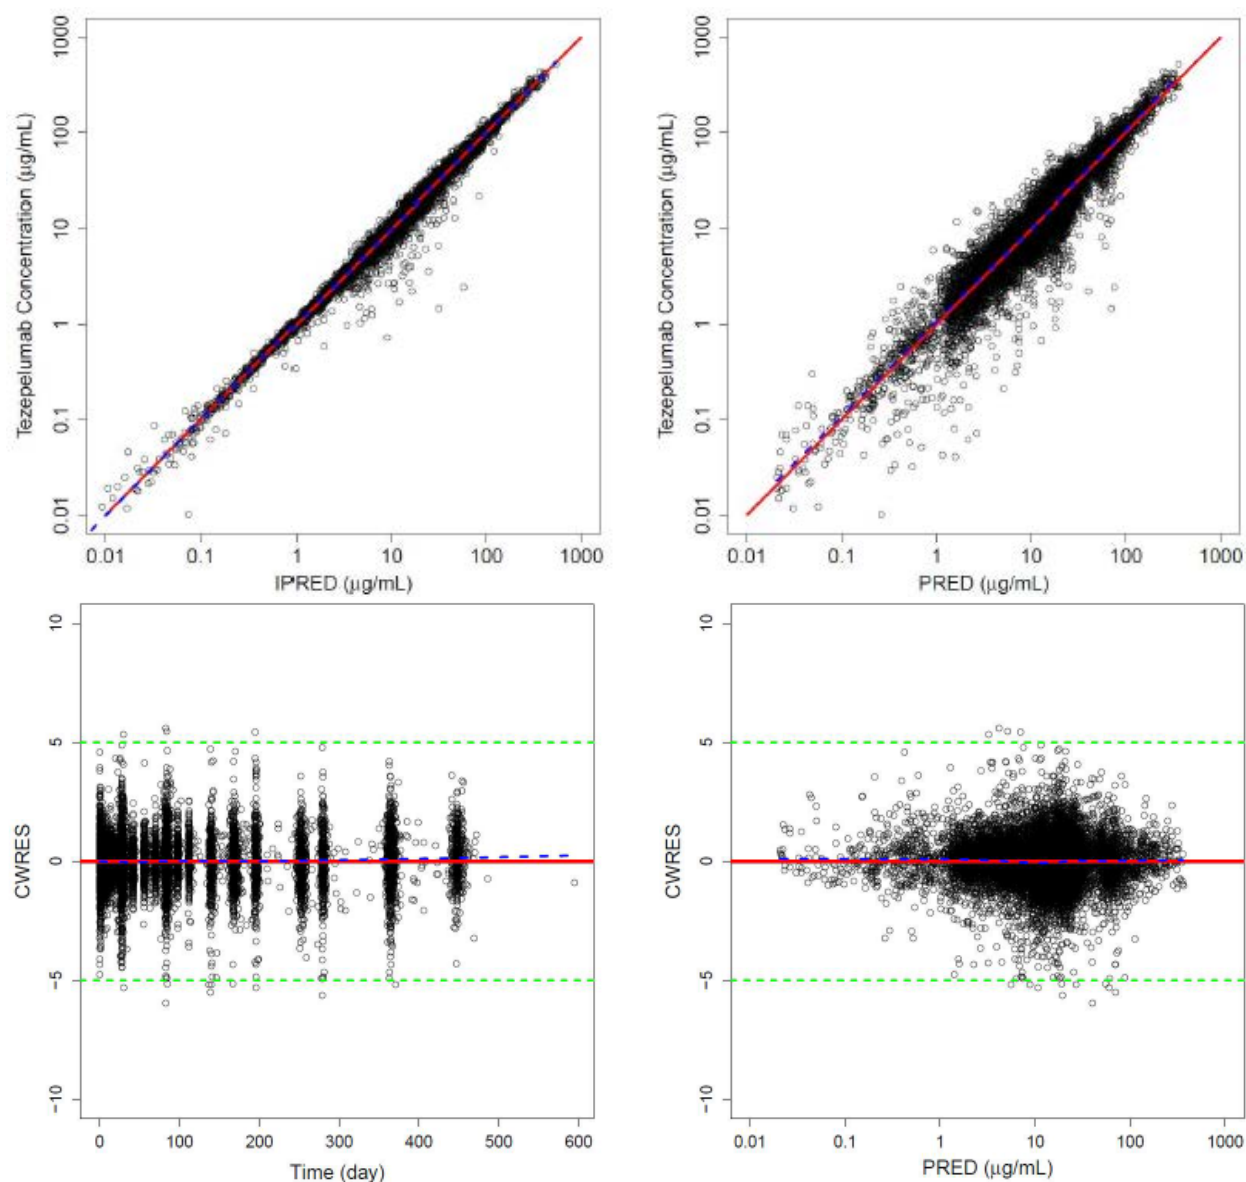 Tezepelumab Concentration (μg/mL)
1000
100
10
1
0.1
0.01
0.01 0.1 1 10 100 1000
IPRED (μg/mL)
Tezepelumab Concentration (μg/mL)
1000
100
10
1
0.1
0.01
0.01 0.1 1 10 100 1000
PRED (μg/mL)
CWRES
10
5
0
−5
−10
0 100 200 300 400 500 600
Time (day)
CWRES
10
5
0
−5
−10
0.01 0.1 1 10 100 1000
PRED (μg/mL)